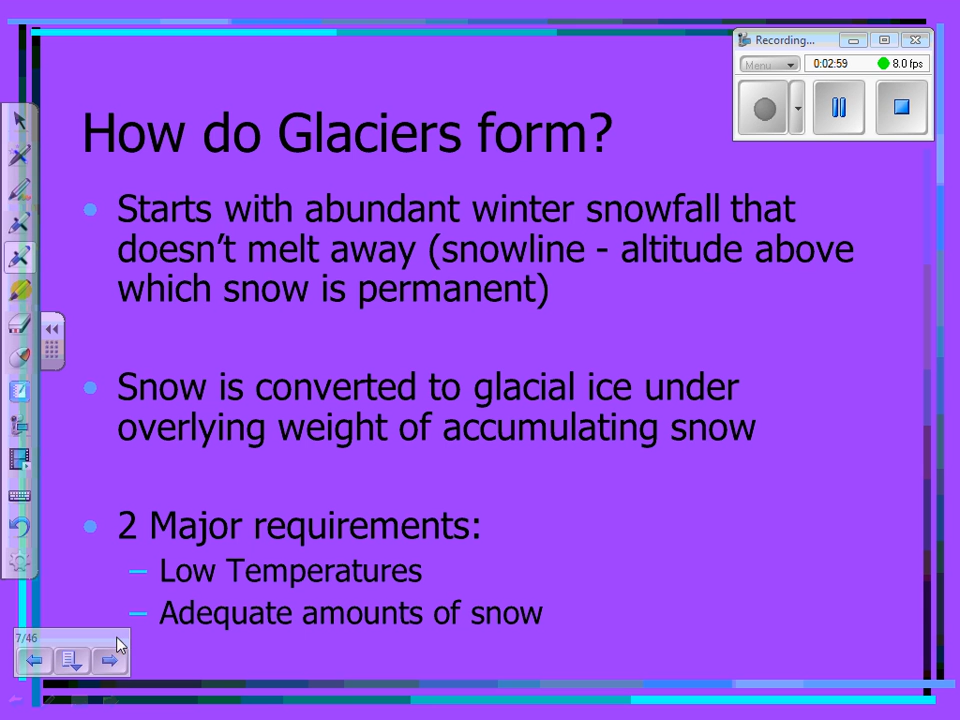 Recording...
Menu
0:02:59
8.0 fps
How do Glaciers form?
• Starts with abundant winter snowfall that
doesn’t melt away (snowline - altitude above
which snow is permanent)
• Snow is converted to glacial ice under
overlying weight of accumulating snow
• 2 Major requirements:
– Low Temperatures
– Adequate amounts of snow
7/46